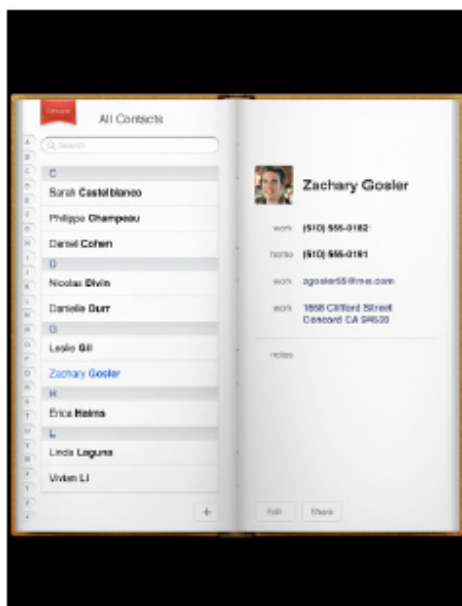 Groups
All Contacts
Search
C
Sarah Castelblanco
Philippe Champeau
Daniel Cohen
D
Nicolas Divin
Danielle Durr
G
Leslie Gil
Zachary Gosler
H
Erica Haims
L
Linda Laguna
Vivian Li
+
Zachary Gosler
work (510) 555-0182
home (510) 555-0191
work zgosler55@me.com
work 1668 Clifford Street
Concord CA
notes
Edit Share